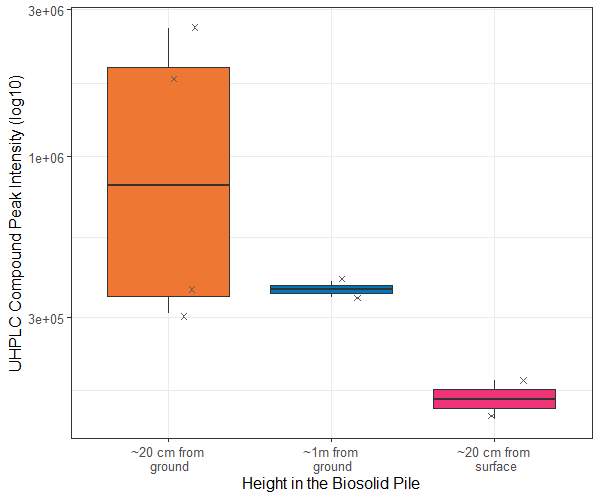 UHPLC Compound Peak Intensity (log10)
3e+06
1e+06
3e+05
~20 cm from
ground
~1m from
ground
~20 cm from
surface
Height in the Biosolid Pile